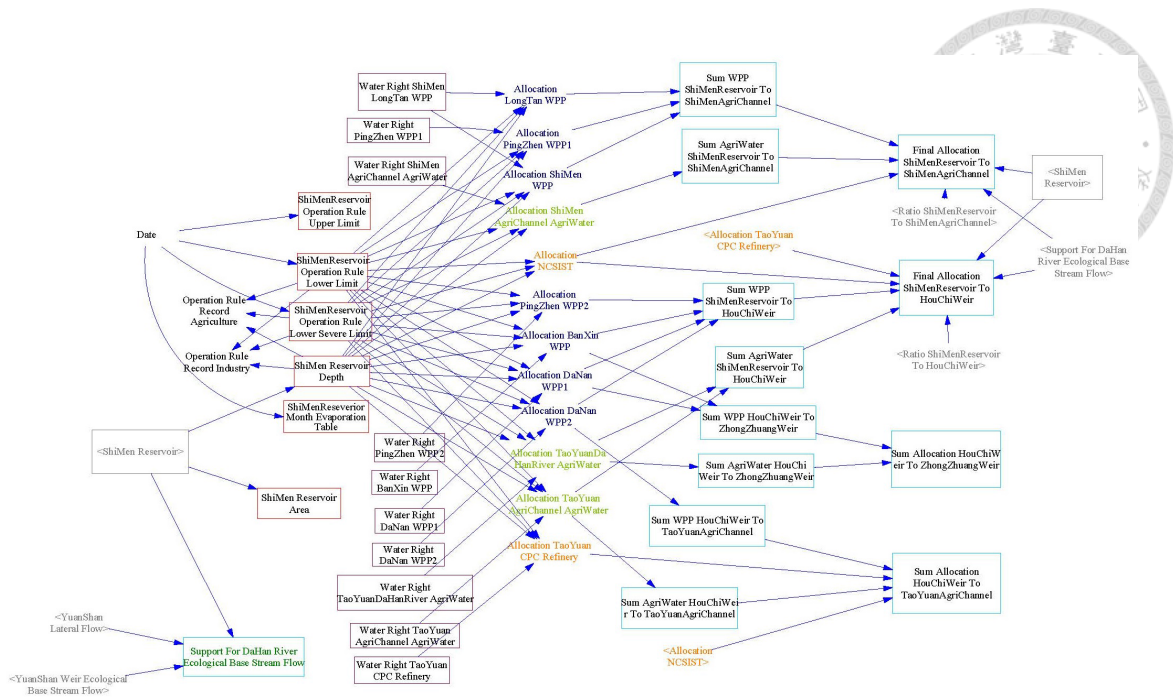 灣臺
Water Right ShiMen
LongTan WPP
Water Right
PingZhen WPP1
Water Right ShiMen
AgriChannel AgriWater
Allocation
LongTan WPP
Allocation
PingZhen WPP1
Allocation ShiMen
WPP
Allocation ShiMen
AgriChannel AgriWater
Allocation
NCSIST
Allocation
PingZhen WPP2
Allocation BanXin
WPP
Allocation DaNan
WPP1
Allocation DaNan
WPP2
Allocation TaoYuanDa
HanRiver AgriWater
Allocation TaoYuan
AgriChannel AgriWater
Allocation TaoYuan
CPC Refinery
Sum WPP
ShiMenReservoir To
ShiMenAgriChannel
Sum AgriWater
ShiMenReservoir To
ShiMenAgriChannel
Final Allocation
ShiMenReservoir To
ShiMenAgriChannel
<ShiMen
Reservoir>
<Ratio ShiMenReservoir
To ShiMenAgriChannel>
<Allocation TaoYuan
CPC Refinery>
<Support For DaHan
River Ecological Base
Stream Flow>
Final Allocation
ShiMenReservoir To
HouChiWeir
<Ratio ShiMenReservoir
To HouChiWeir>
Sum WPP
ShiMenReservoir To
HouChiWeir
Sum AgriWater
ShiMenReservoir To
HouChiWeir
Sum WPP HouChiWeir To
ZhongZhuangWeir
Sum AgriWater HouChi
Weir To ZhongZhuangWeir
Sum Allocation HouChiW
eir To ZhongZhuangWeir
Sum WPP HouChiWeir To
TaoYuanAgriChannel
Sum AgriWater HouChiWei
r To TaoYuanAgriChannel
Sum Allocation
HouChiWeir To
TaoYuanAgriChannel
<Allocation
NCSIST>
Date
ShiMenReservoir
Operation Rule
Upper Limit
ShiMenReservoir
Operation Rule
Lower Limit
ShiMenReservoir
Operation Rule
Lower Severe Limit
Operation Rule
Record
Agriculture
Operation Rule
Record Industry
ShiMen Reservoir
Depth
ShiMenReseverior
Month Evaporation
Table
<ShiMen Reservoir>
ShiMen Reservoir
Area
Water Right
PingZhen WPP2
Water Right
BanXin WPP
Water Right
DaNan WPP1
Water Right
DaNan WPP2
Water Right
TaoYuanDaHanRiver AgriWater
Water Right TaoYuan
AgriChannel AgriWater
Water Right TaoYuan
CPC Refinery
<YuanShan
Lateral Flow>
Support For DaHan River
Ecological Base Stream Flow
<YuanShan Weir Ecological
Base Stream Flow>